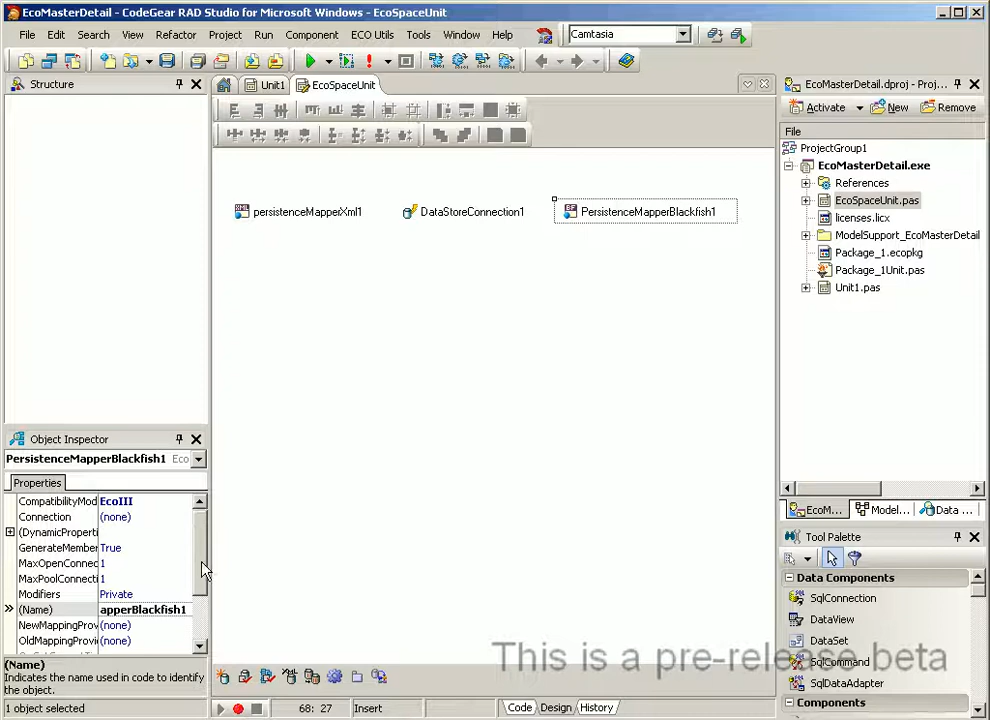 EcoMasterDetail - CodeGear RAD Studio for Microsoft Windows - EcoSpaceUnit
File Edit Search View Refactor Project Run Component ECO Utils Tools Window Help
Camtasia
Structure
Unit1 EcoSpaceUnit
EcoMasterDetail.dproj - Proj...
Activate New Remove
File
ProjectGroup1
EcoMasterDetail.exe
References
EcoSpaceUnit.pas
licenses.licx
ModelSupport_EcoMasterDetail
Package_1.ecopkg
Package_1Unit.pas
Unit1.pas
persistenceMapperXml1 DataStoreConnection1 PersistenceMapperBlackfish1
Object Inspector
PersistenceMapperBlackfish1 Eco
Properties
CompatibilityMod EcoIII
Connection (none)
(DynamicProperti
GenerateMember True
MaxOpenConnec 1
MaxPoolConnecti 1
Modifiers Private
(Name) apperBlackfish1
NewMappingProv (none)
OldMappingProvi (none)
(Name)
Indicates the name used in code to identify
the object.
1 object selected
68: 27 Insert
Code Design History
EcoM... Model... Data ...
Tool Palette
Data Components
SqlConnection
DataView
DataSet
SqlCommand
SqlDataAdapter
Components
This is a pre-release beta